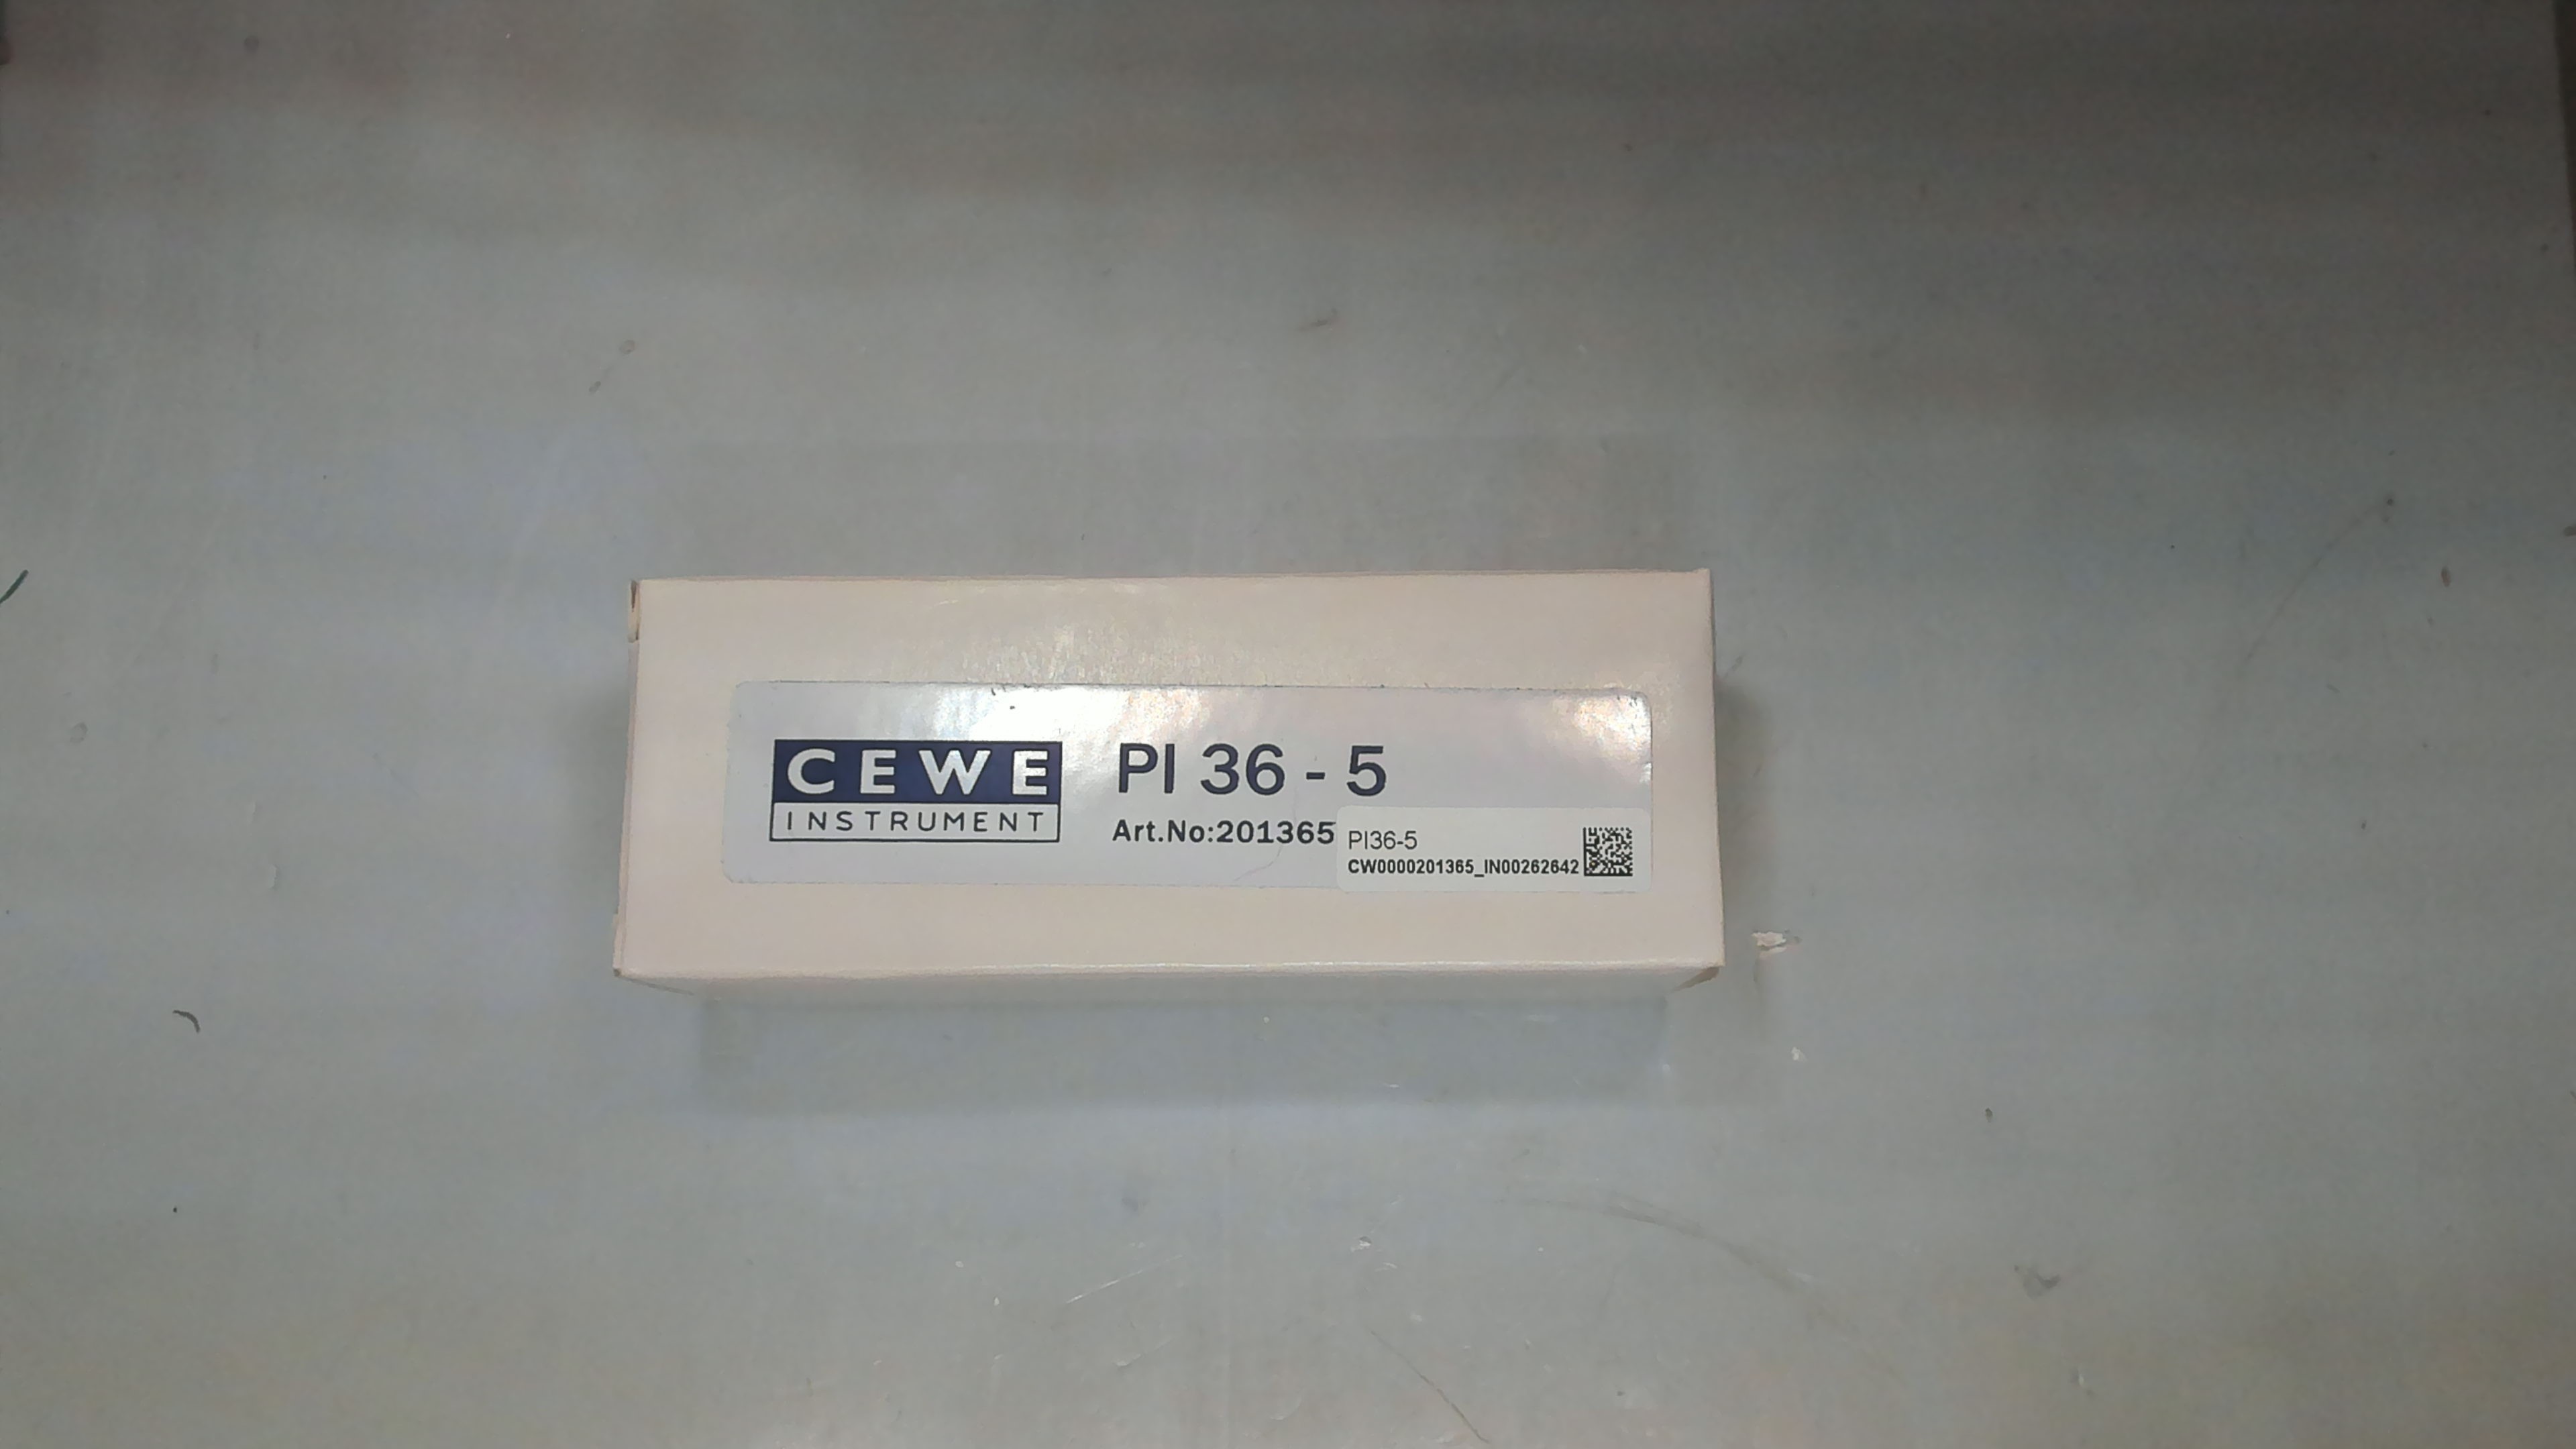 CEWE
INSTRUMENT
PI 36 - 5
Art.No:201365
PI36-5
CW0000201365_IN00262642